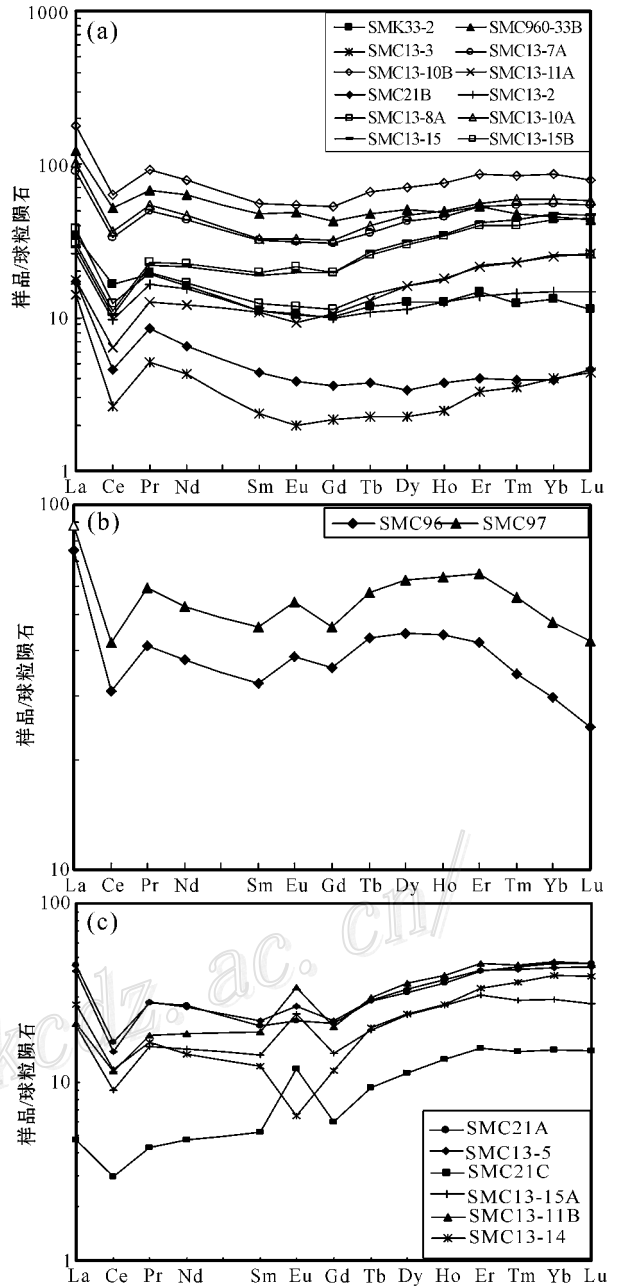 1000
(a)
SMK33-2 SMC960-33B
SMC13-3 SMC13-7A
SMC13-10B SMC13-11A
SMC21B SMC13-2
SMC13-8A SMC13-10A
SMC13-15 SMC13-15B
100
样品/球粒陨石
10
1
La Ce Pr Nd Sm Eu Gd Tb Dy Ho Er Tm Yb Lu
100
(b)
SMC96 SMC97
样品/球粒陨石
10
La Ce Pr Nd Sm Eu Gd Tb Dy Ho Er Tm Yb Lu
100
(c)
样品/球粒陨石
10
kcdz.ac.cn/
SMC21A
SMC13-5
SMC21C
SMC13-15A
SMC13-11B
SMC13-14
1
La Ce Pr Nd Sm Eu Gd Tb Dy Ho Er Tm Yb Lu